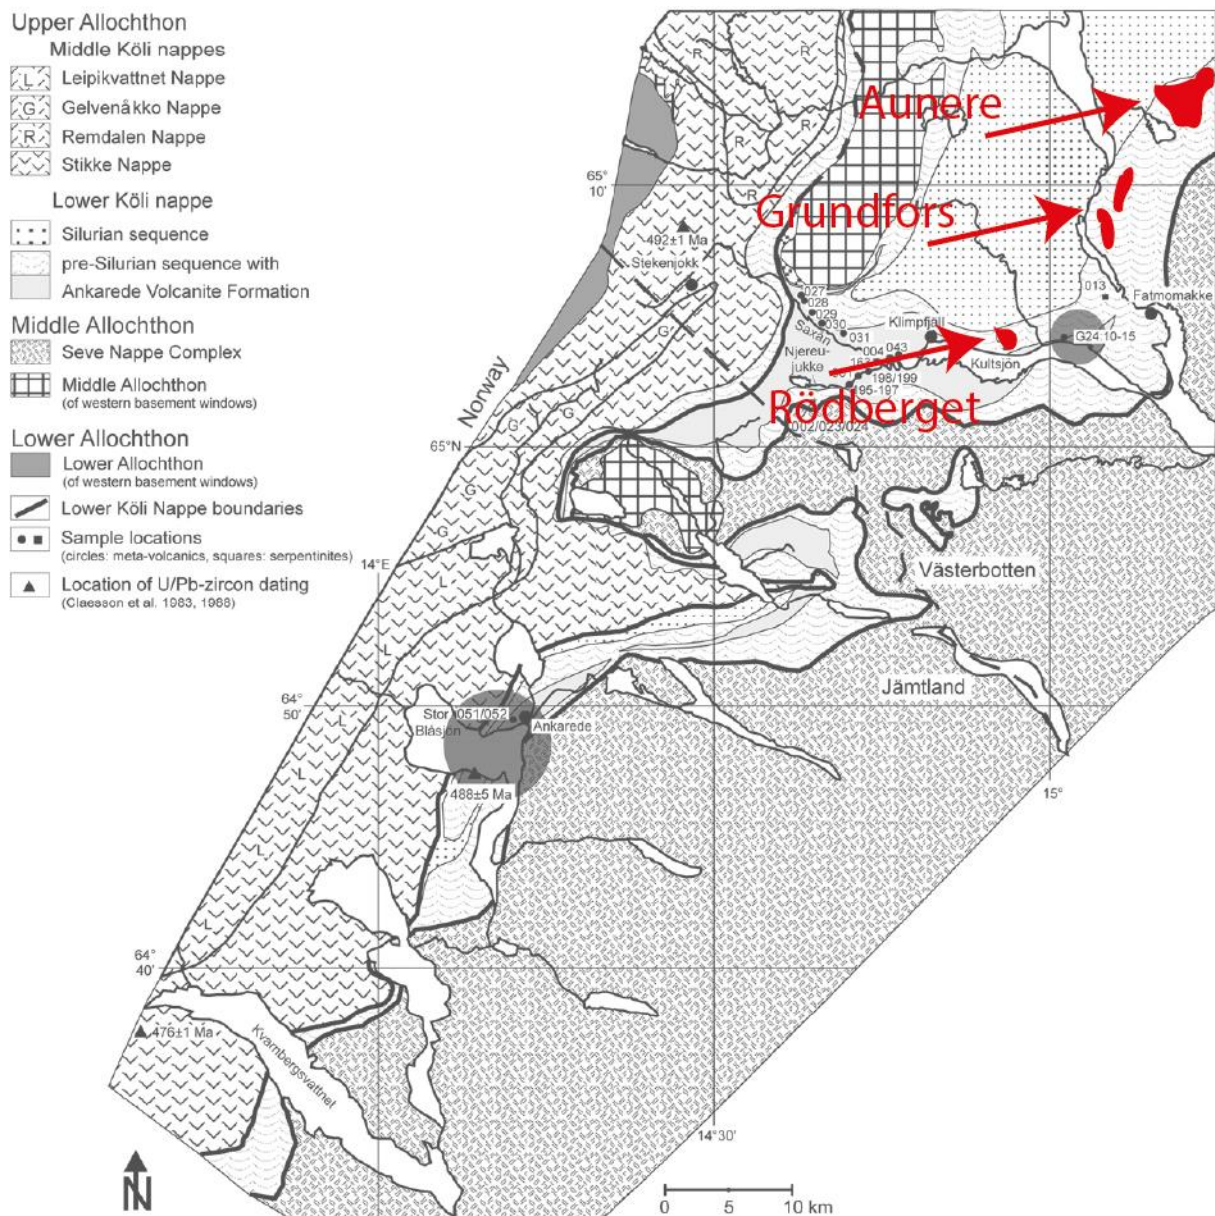 Upper Allochthon
Middle Köli nappes
L Leipikvattnet Nappe
G Gelvenåkko Nappe
R Remdalen Nappe
Stikke Nappe
Lower Köli nappe
Silurian sequence
pre-Silurian sequence with
Ankarede Volcanite Formation
Middle Allochthon
Seve Nappe Complex
Middle Allochthon
(of western basement windows)
Lower Allochthon
Lower Allochthon
(of western basement windows)
Lower Köli Nappe boundaries
Sample locations
(circles: meta-volcanics, squares: serpentinites)
Location of U/Pb-zircon dating
(Claesson et al. 1983, 1988)
R
R
R
R
R
Aunere
65°
10'
Grundfors
492±1 Ma
Stekenjokk
013
Fatmomakke
027
028
029
030
031
Saxån
Klimpfjäll
G24:10-15
G
Njereu-
jukke
004
043
Kultsjön
198/199
195-197
Rödberget
002/023/024
Norway
65°N
L
G
G
G
G
14°E
L
Västerbotten
Jämtland
L
64°
50'
L
Stor
Blåsjön
051/052
Ankarede
488±5 Ma
15°
L
L
L
64°
40'
476±1 Ma
Kvarnbergsvattnet
14°30'
N
0 5 10 km